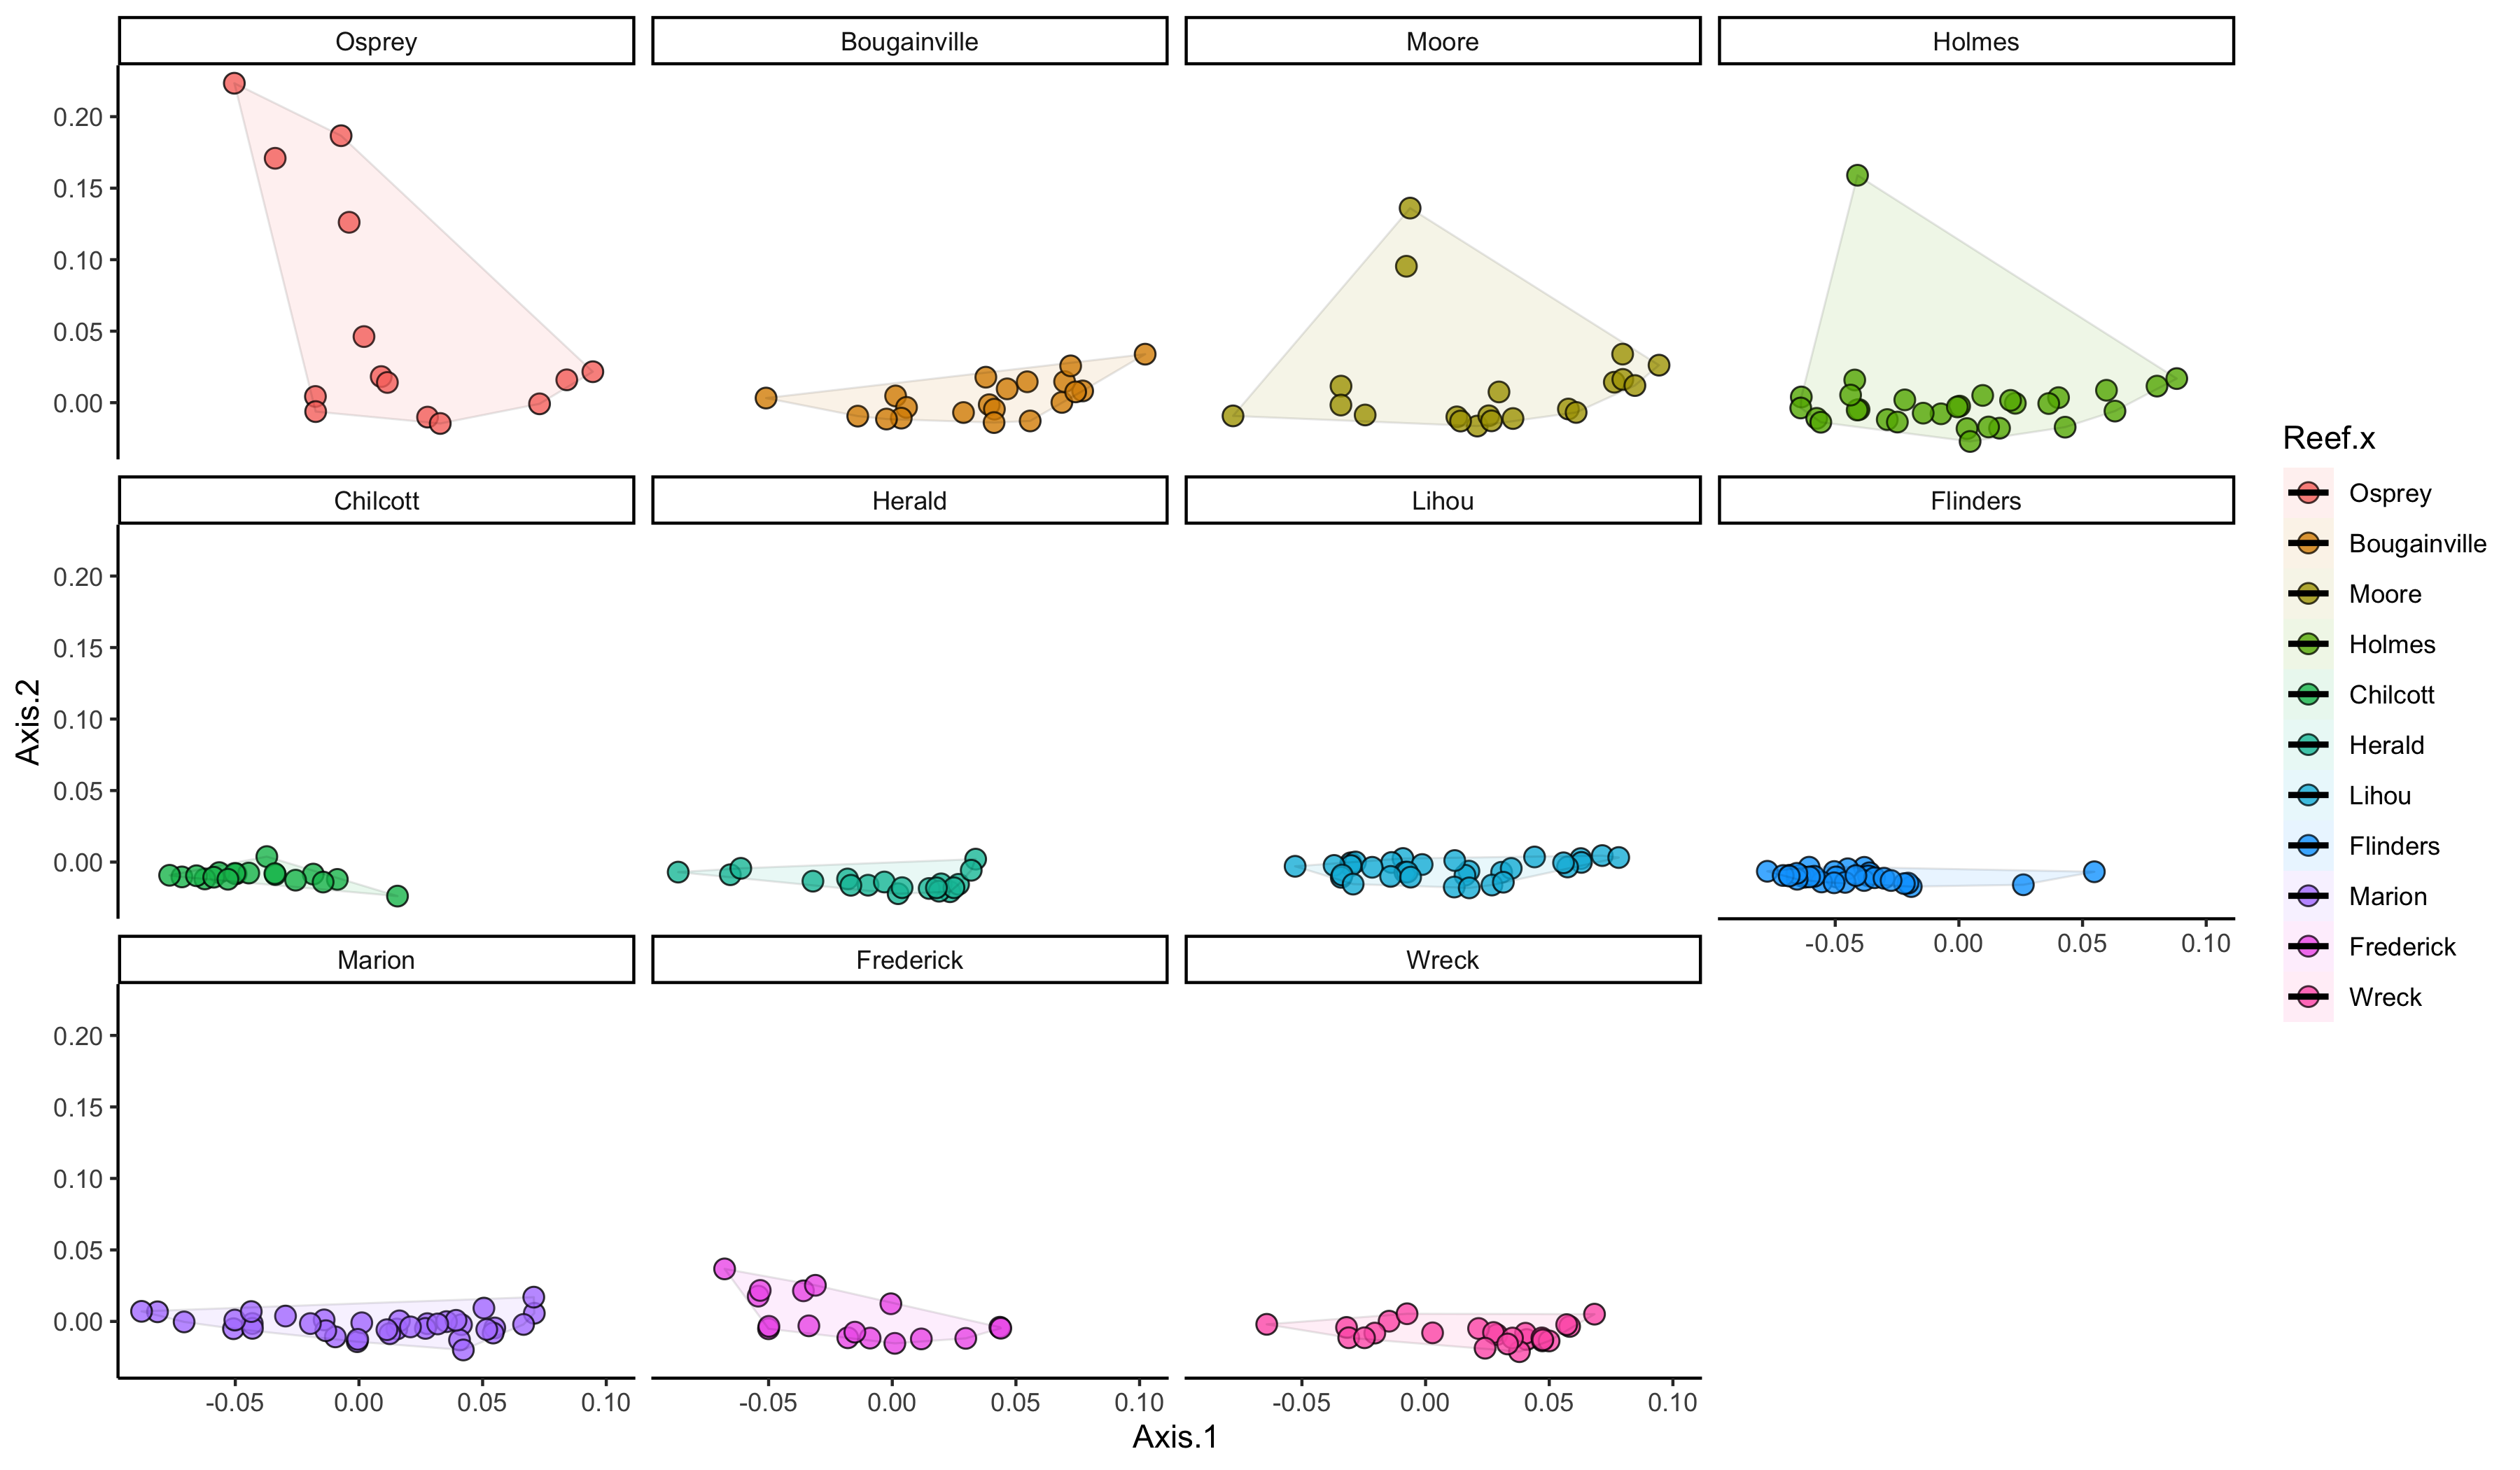 Osprey Bougainville Moore Holmes
0.20
0.15
0.10
0.05
0.00
Chilcott Herald Lihou Flinders
0.20
0.15
0.10
0.05
0.00
-0.05 0.00 0.05 0.10
Marion Frederick Wreck
0.20
0.15
0.10
0.05
0.00
-0.05 0.00 0.05 0.10 -0.05 0.00 0.05 0.10 -0.05 0.00 0.05 0.10
Axis.1
Axis.2
Reef.x
Osprey
Bougainville
Moore
Holmes
Chilcott
Herald
Lihou
Flinders
Marion
Frederick
Wreck